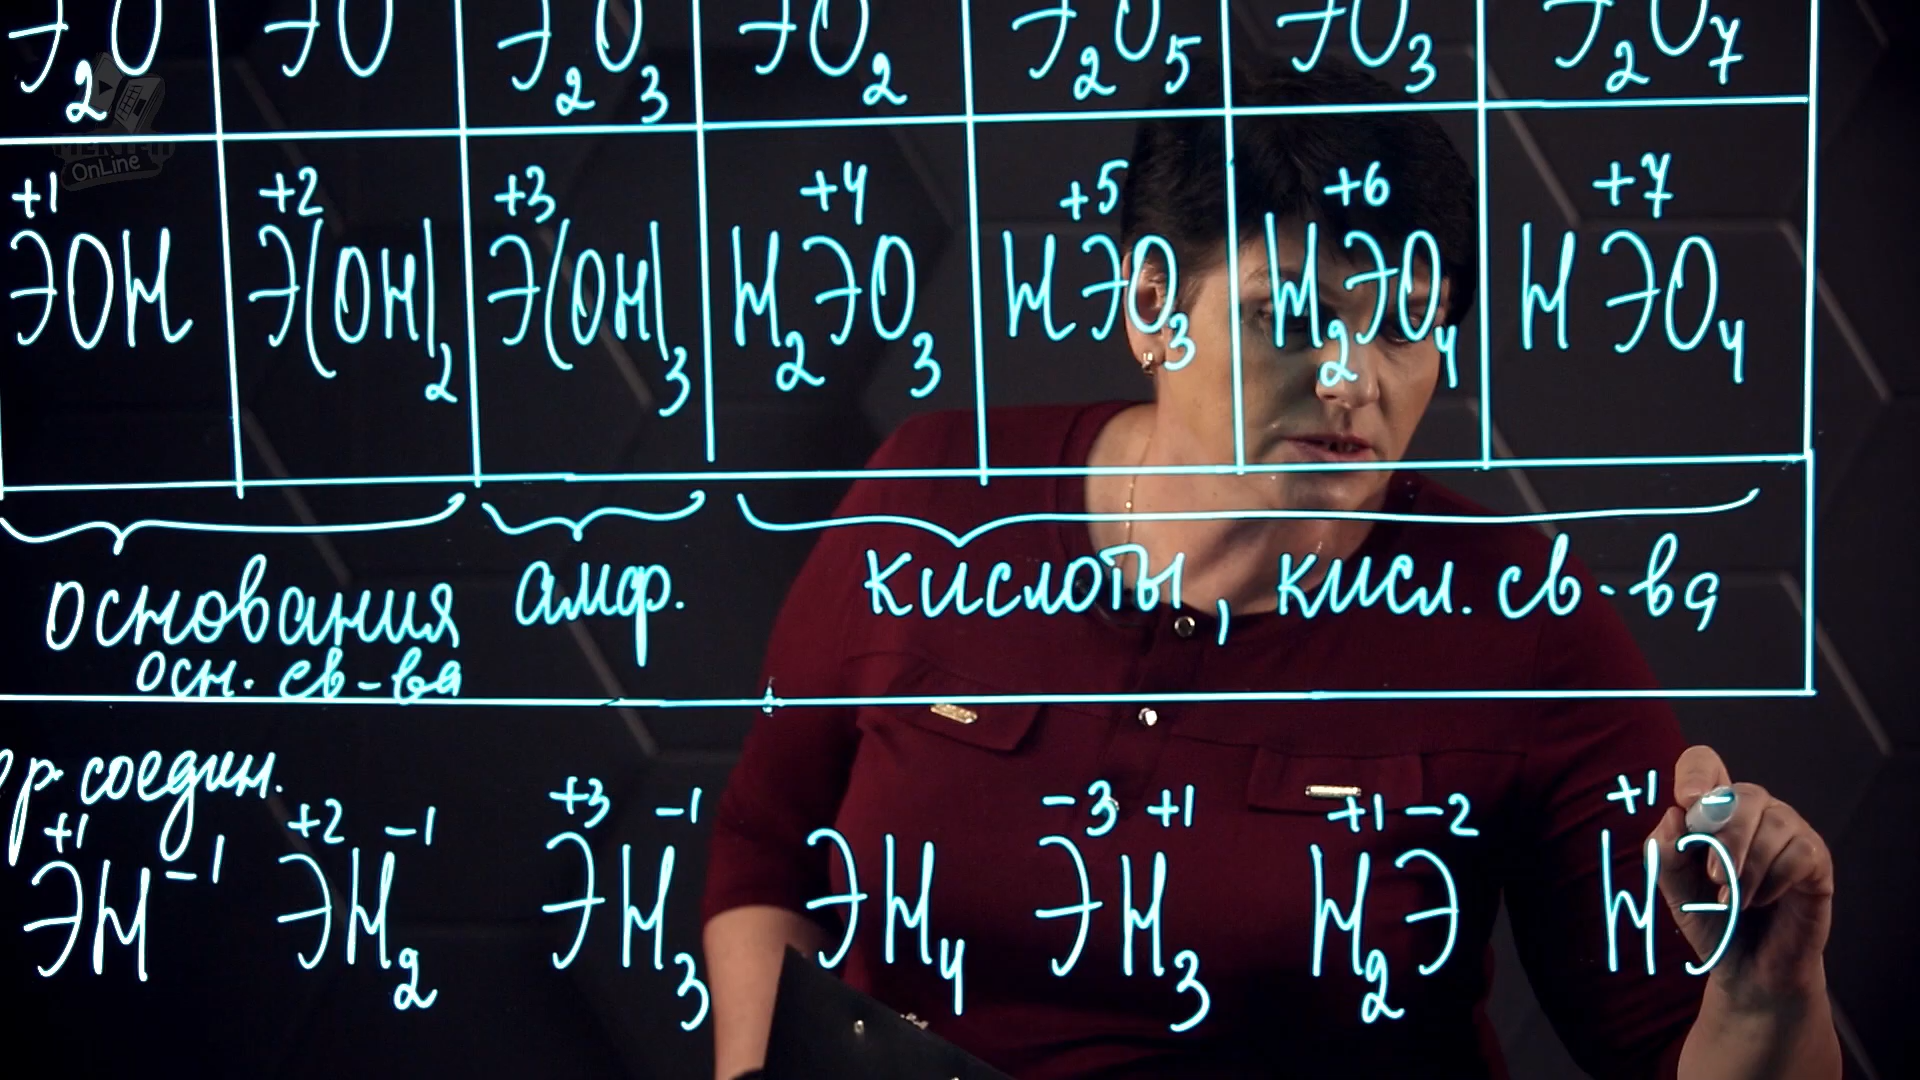 Э2O ЭO Э2O3 ЭO2 Э2O5 ЭO3 Э2O7
+1 +2 +3 +4 +5 +6 +7
ЭOH Э(OH)2 Э(OH)3 H2ЭO3 HЭO3 H2ЭO4 HЭO4
основания амф. кислоты, кисл. св-ва
осн. св-ва
соедин.
+1 +2 -1 +3 -1 -3 +1 +1 -2 +1 -
ЭH-1 ЭH2 ЭH3 ЭH4 ЭH3 H2Э HЭ
OnLine